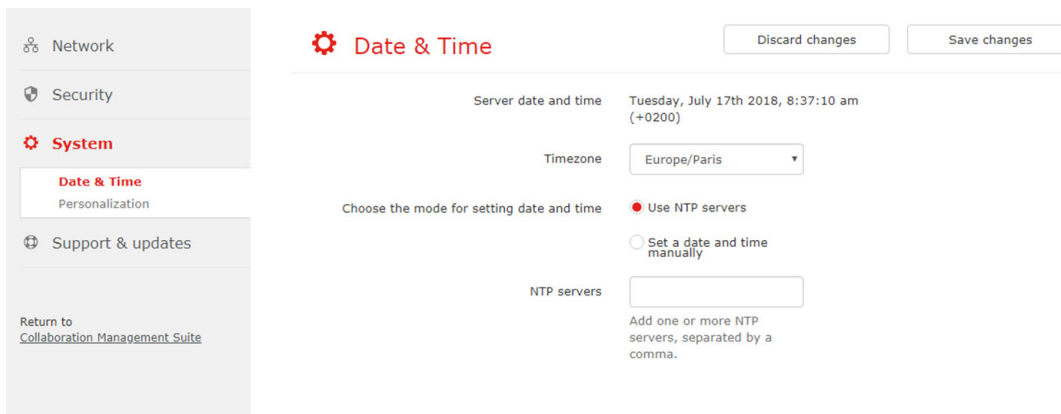 Network
Security
System
Date & Time
Personalization
Support & updates
Return to
Collaboration Management Suite
Date & Time
Discard changes
Save changes
Server date and time
Tuesday, July 17th 2018, 8:37:10 am
(+0200)
Timezone
Europe/Paris
Choose the mode for setting date and time
Use NTP servers
Set a date and time
manually
NTP servers
Add one or more NTP
servers, separated by a
comma.